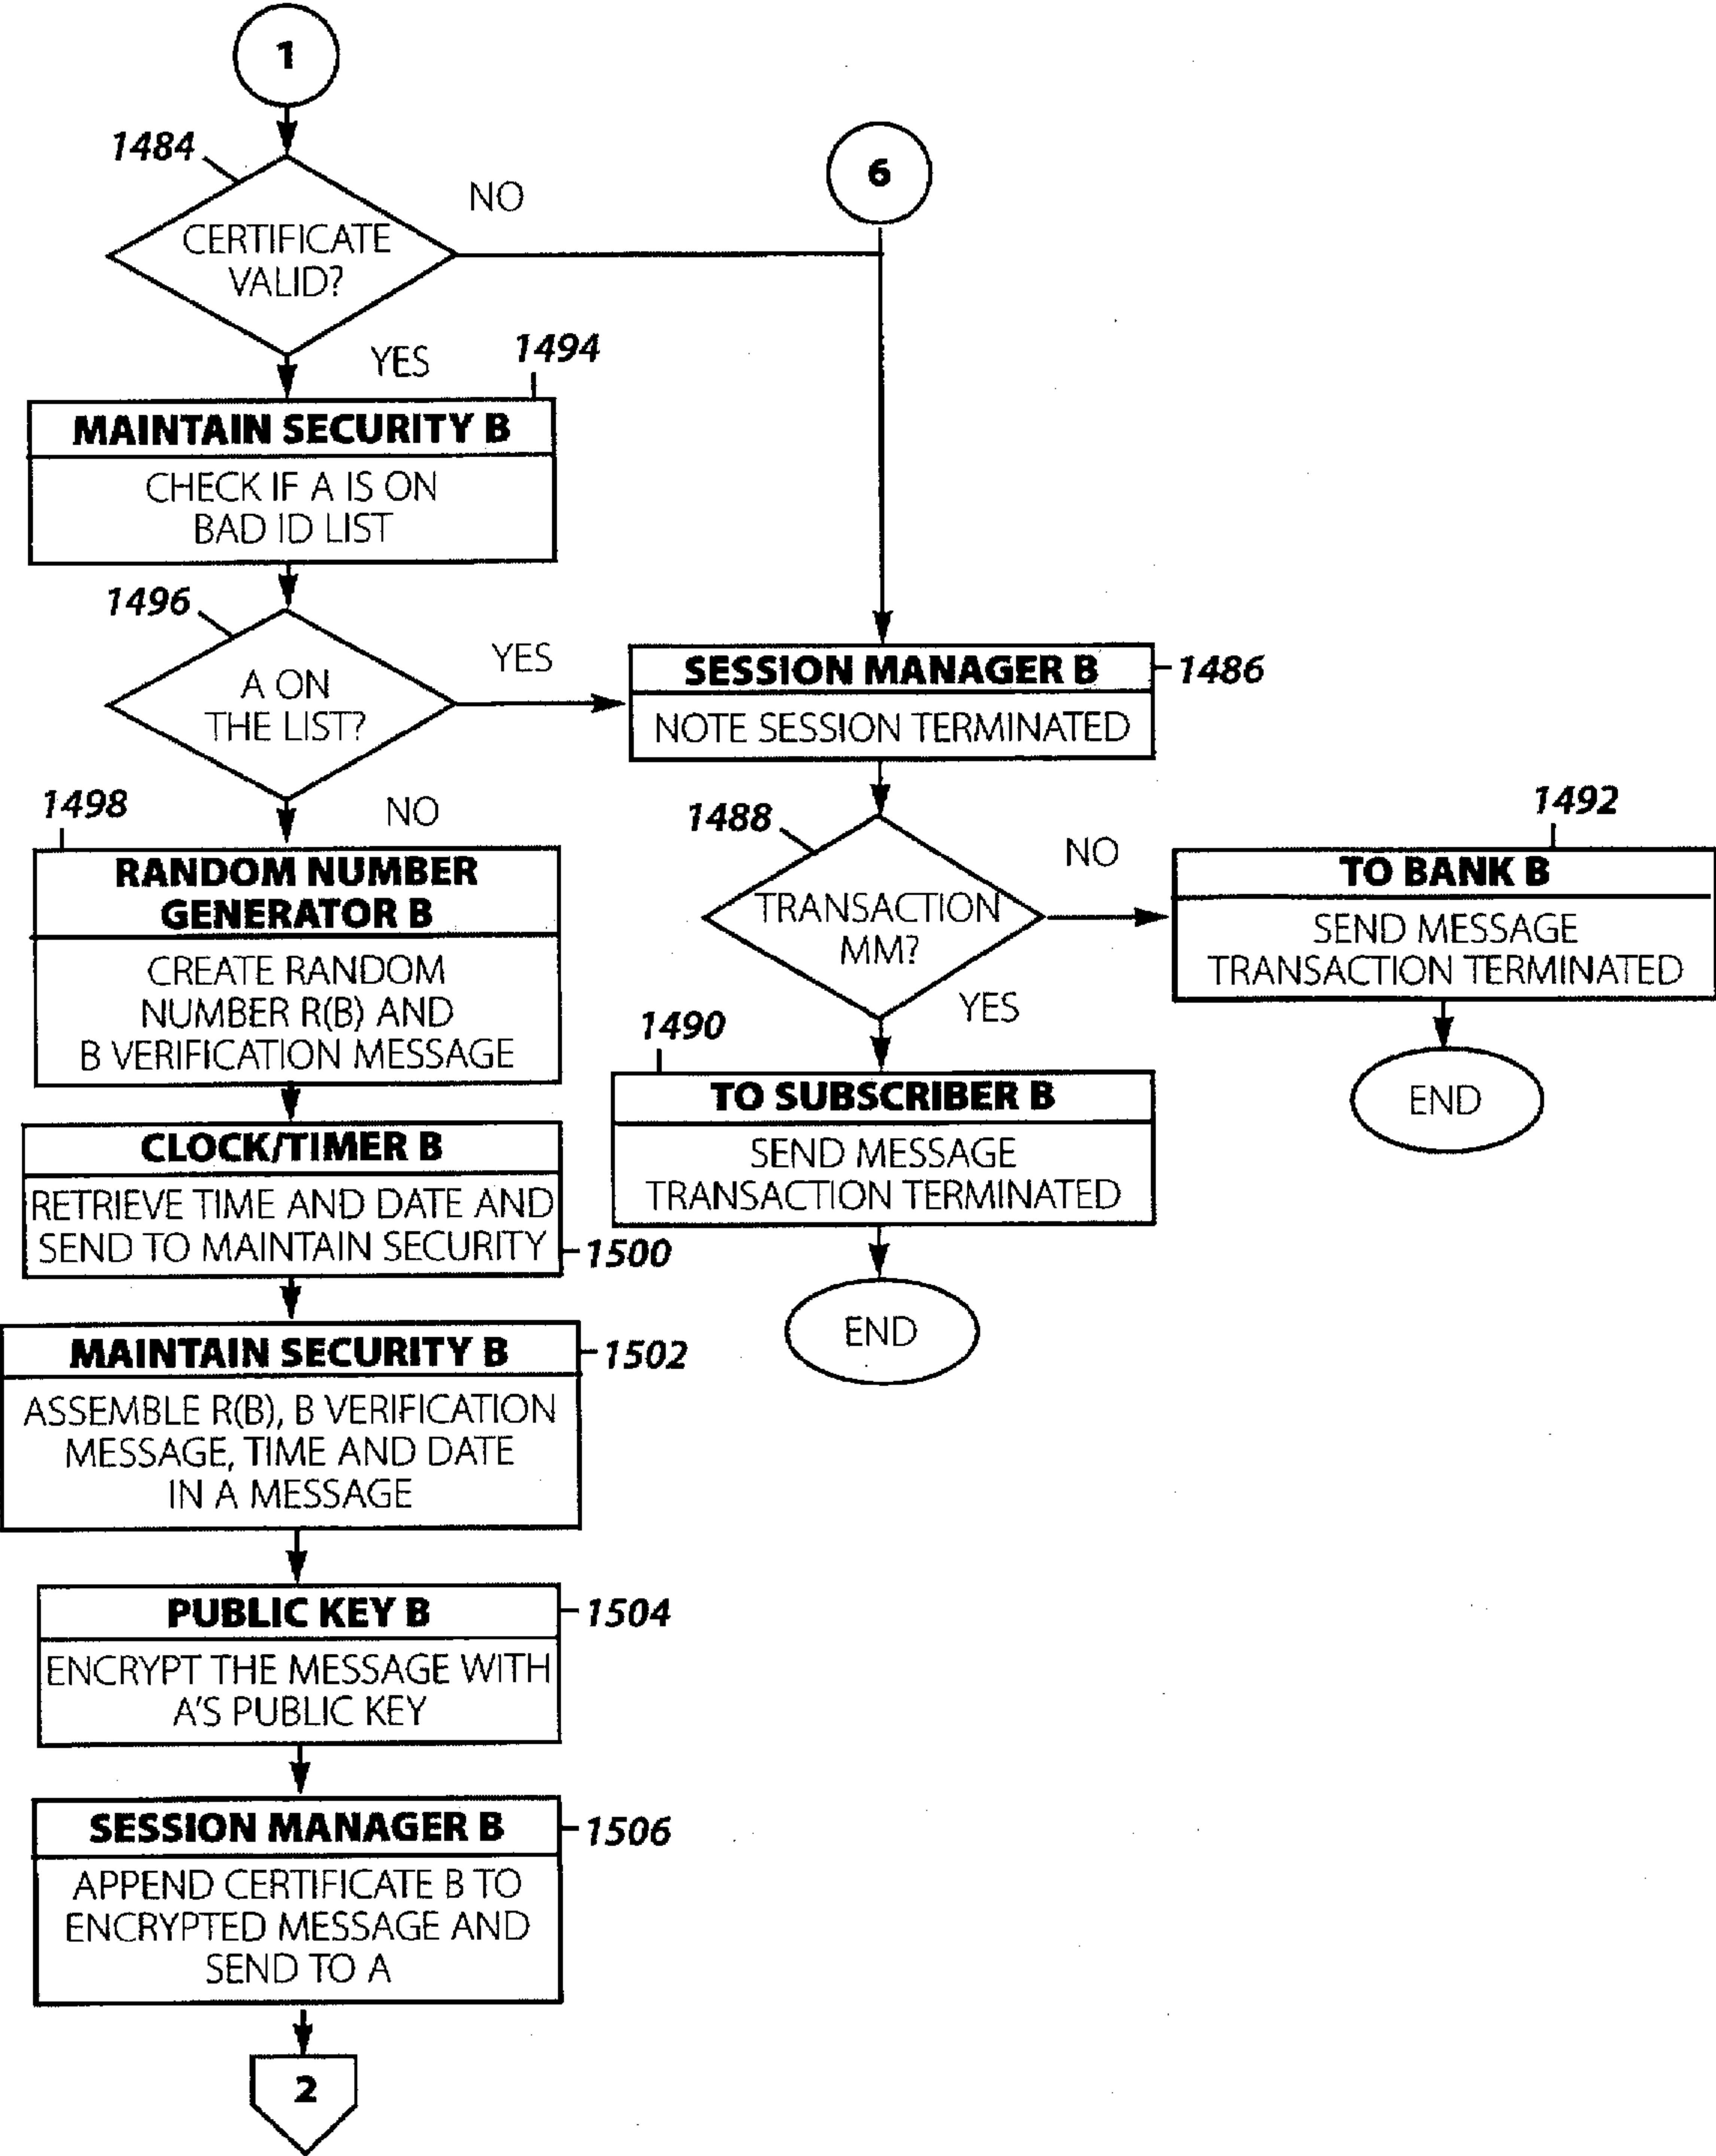 1
1484
CERTIFICATE
VALID?
NO
6
YES
1494
MAINTAIN SECURITY B
CHECK IF A IS ON
BAD ID LIST
1496
A ON
THE LIST?
YES
SESSION MANAGER B
1486
NOTE SESSION TERMINATED
NO
1498
RANDOM NUMBER
GENERATOR B
CREATE RANDOM
NUMBER R(B) AND
B VERIFICATION MESSAGE
1488
TRANSACTION
MM?
NO
1492
TO BANK B
SEND MESSAGE
TRANSACTION TERMINATED
END
YES
1490
TO SUBSCRIBER B
SEND MESSAGE
TRANSACTION TERMINATED
END
CLOCK/TIMER B
RETRIEVE TIME AND DATE AND
SEND TO MAINTAIN SECURITY
1500
MAINTAIN SECURITY B
1502
ASSEMBLE R(B), B VERIFICATION
MESSAGE, TIME AND DATE
IN A MESSAGE
PUBLIC KEY B
1504
ENCRYPT THE MESSAGE WITH
A'S PUBLIC KEY
SESSION MANAGER B
1506
APPEND CERTIFICATE B TO
ENCRYPTED MESSAGE AND
SEND TO A
2